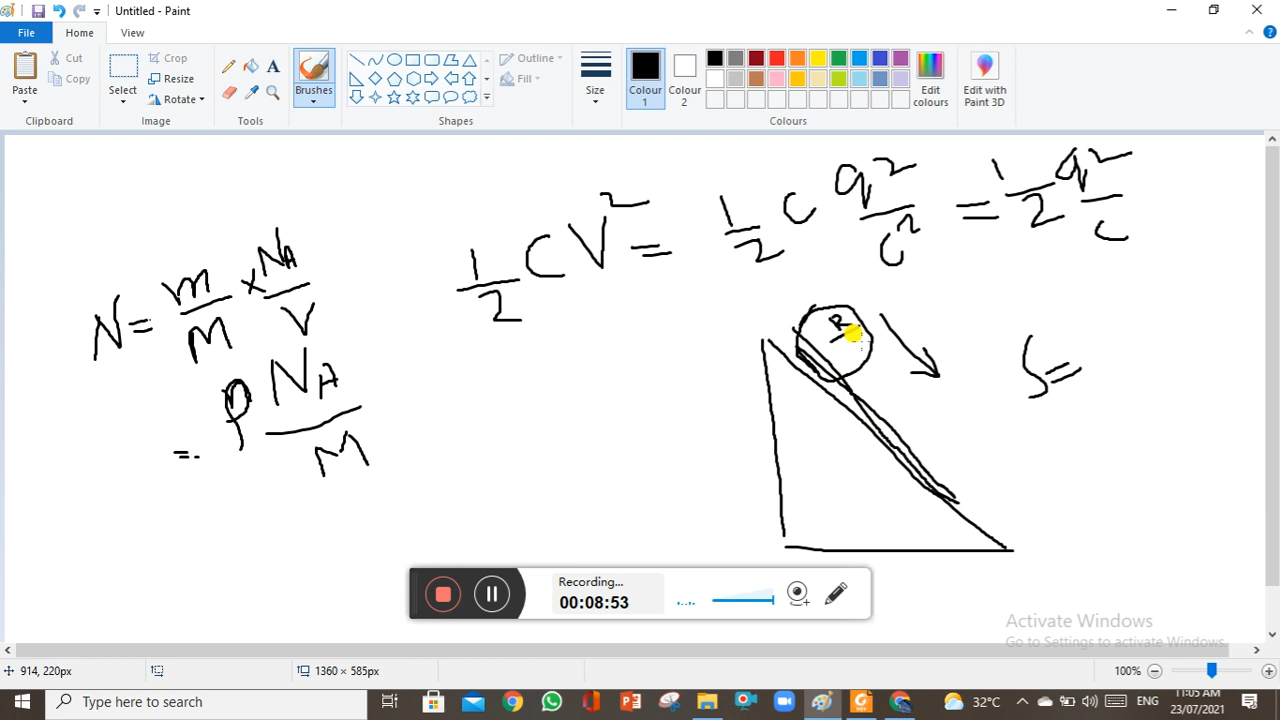 Untitled - Paint
File Home View
Paste Cut Copy
Clipboard
Select Crop Resize Rotate
Image
A
Tools
Brushes
Outline Fill
Shapes
Size
Colour 1 Colour 2
Edit colours
Edit with Paint 3D
Colours
N = m/M × NA/V
= ρ NA/M
1/2 CV² = 1/2 C q²/C² = 1/2 q²/C
R
S =
Recording...
00:08:53
Activate Windows
Go to Settings to activate Windows.
914, 220px 1360 × 585px 100%
Type here to search
32°C ENG 11:05 AM 23/07/2021